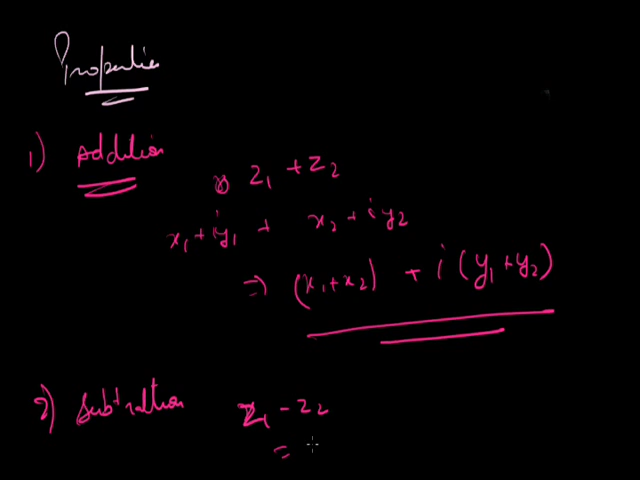 Properties
1) Addition
z₁ + z₂
x₁ + iy₁ + x₂ + iy₂
⇒ (x₁ + x₂) + i (y₁ + y₂)
2) Subtraction z₁ - z₂
=